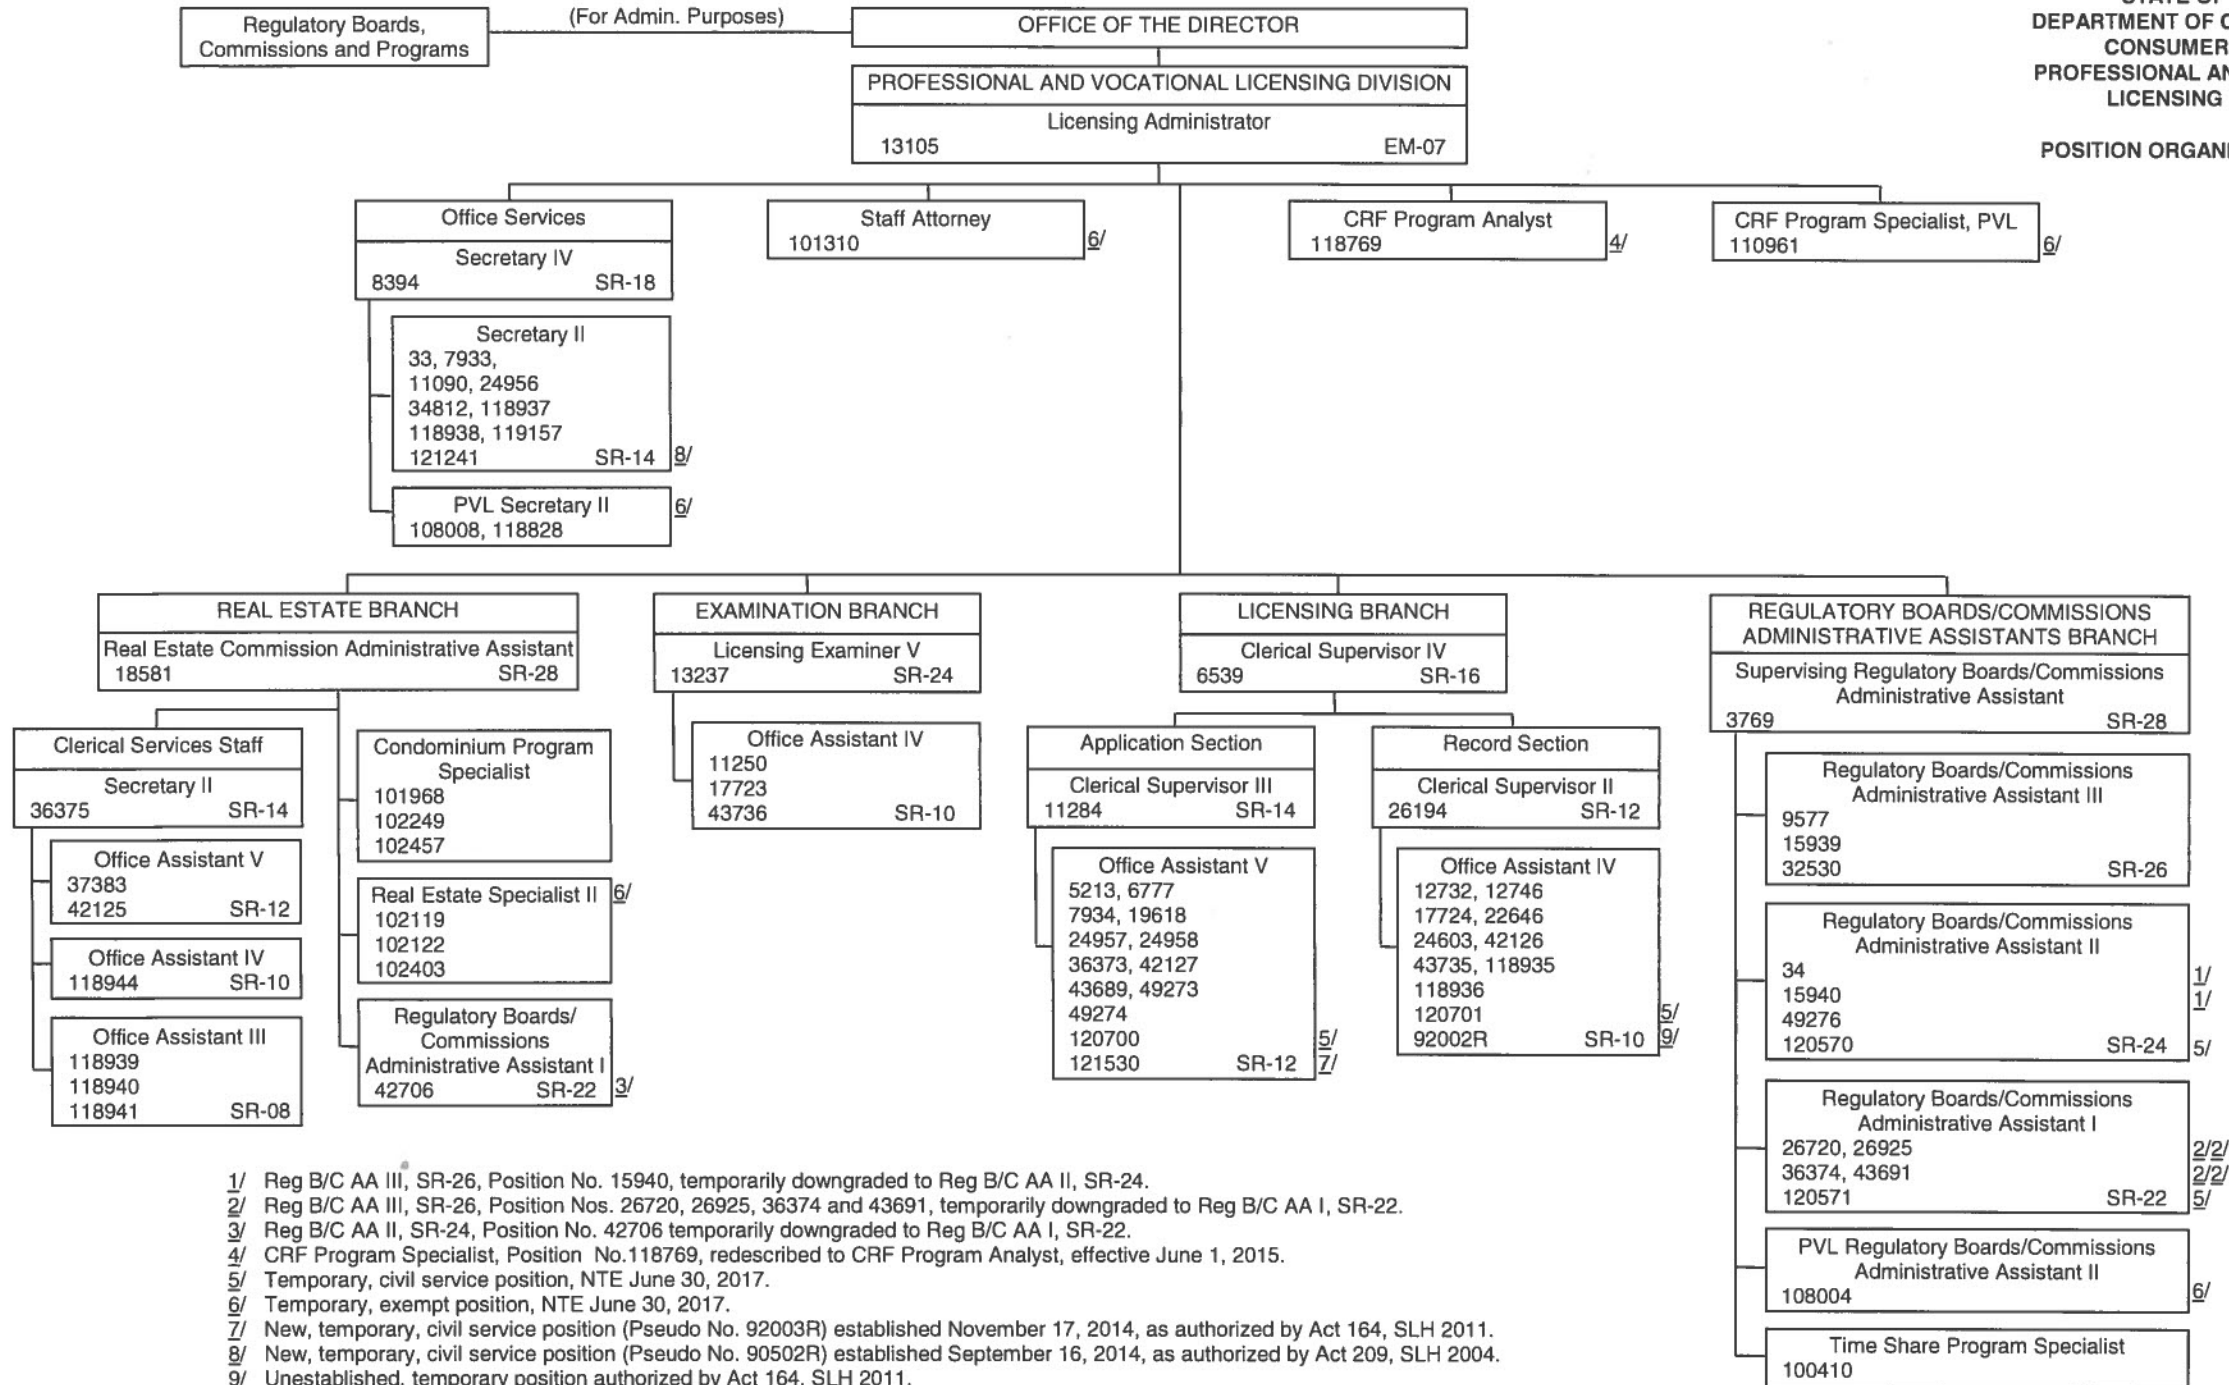 Regulatory Boards,
Commissions and Programs
(For Admin. Purposes)
OFFICE OF THE DIRECTOR
STATE OF
DEPARTMENT OF
CONSUMER
PROFESSIONAL
LICENSING
POSITION
PROFESSIONAL AND VOCATIONAL LICENSING DIVISION
Licensing Administrator
13105 EM-07
Office Services
Secretary IV
8394 SR-18
Secretary II
33, 7933,
11090, 24956
34812, 118937
118938, 119157
121241 SR-14 8/
PVL Secretary II 6/
108008, 118828
Staff Attorney
101310 6/
CRF Program Analyst
118769 4/
CRF Program Specialist, PVL
110961 6/
REAL ESTATE BRANCH
Real Estate Commission Administrative Assistant
18581 SR-28
Clerical Services Staff
Secretary II
36375 SR-14
Office Assistant V
37383
42125 SR-12
Office Assistant IV
118944 SR-10
Office Assistant III
118939
118940
118941 SR-08
Condominium Program
Specialist
101968
102249
102457
Real Estate Specialist II 6/
102119
102122
102403
Regulatory Boards/
Commissions
Administrative Assistant I
42706 SR-22 3/
EXAMINATION BRANCH
Licensing Examiner V
13237 SR-24
Office Assistant IV
11250
17723
43736 SR-10
LICENSING BRANCH
Clerical Supervisor IV
6539 SR-16
Application Section
Clerical Supervisor III
11284 SR-14
Office Assistant V
5213, 6777
7934, 19618
24957, 24958
36373, 42127
43689, 49273
49274
120700 5/
121530 SR-12 7/
Record Section
Clerical Supervisor II
26194 SR-12
Office Assistant IV
12732, 12746
17724, 22646
24603, 42126
43735, 118935
118936
120701 5/
92002R SR-10 9/
REGULATORY BOARDS/COMMISSIONS
ADMINISTRATIVE ASSISTANTS BRANCH
Supervising Regulatory Boards/Commissions
Administrative Assistant
3769 SR-28
Regulatory Boards/Commissions
Administrative Assistant III
9577
15939
32530 SR-26
Regulatory Boards/Commissions
Administrative Assistant II
34 1/
15940 1/
49276
120570 SR-24 5/
Regulatory Boards/Commissions
Administrative Assistant I
26720, 26925 2/2/
36374, 43691 2/2/
120571 SR-22 5/
PVL Regulatory Boards/Commissions
Administrative Assistant II
108004 6/
Time Share Program Specialist
100410
1/ Reg B/C AA III, SR-26, Position No. 15940, temporarily downgraded to Reg B/C AA II, SR-24.
2/ Reg B/C AA III, SR-26, Position Nos. 26720, 26925, 36374 and 43691, temporarily downgraded to Reg B/C AA I, SR-22.
3/ Reg B/C AA II, SR-24, Position No. 42706 temporarily downgraded to Reg B/C AA I, SR-22.
4/ CRF Program Specialist, Position No.118769, redescribed to CRF Program Analyst, effective June 1, 2015.
5/ Temporary, civil service position, NTE June 30, 2017.
6/ Temporary, exempt position, NTE June 30, 2017.
7/ New, temporary, civil service position (Pseudo No. 92003R) established November 17, 2014, as authorized by Act 164, SLH 2011.
8/ New, temporary, civil service position (Pseudo No. 90502R) established September 16, 2014, as authorized by Act 209, SLH 2004.
9/ Unestablished, temporary position authorized by Act 164, SLH 2011.